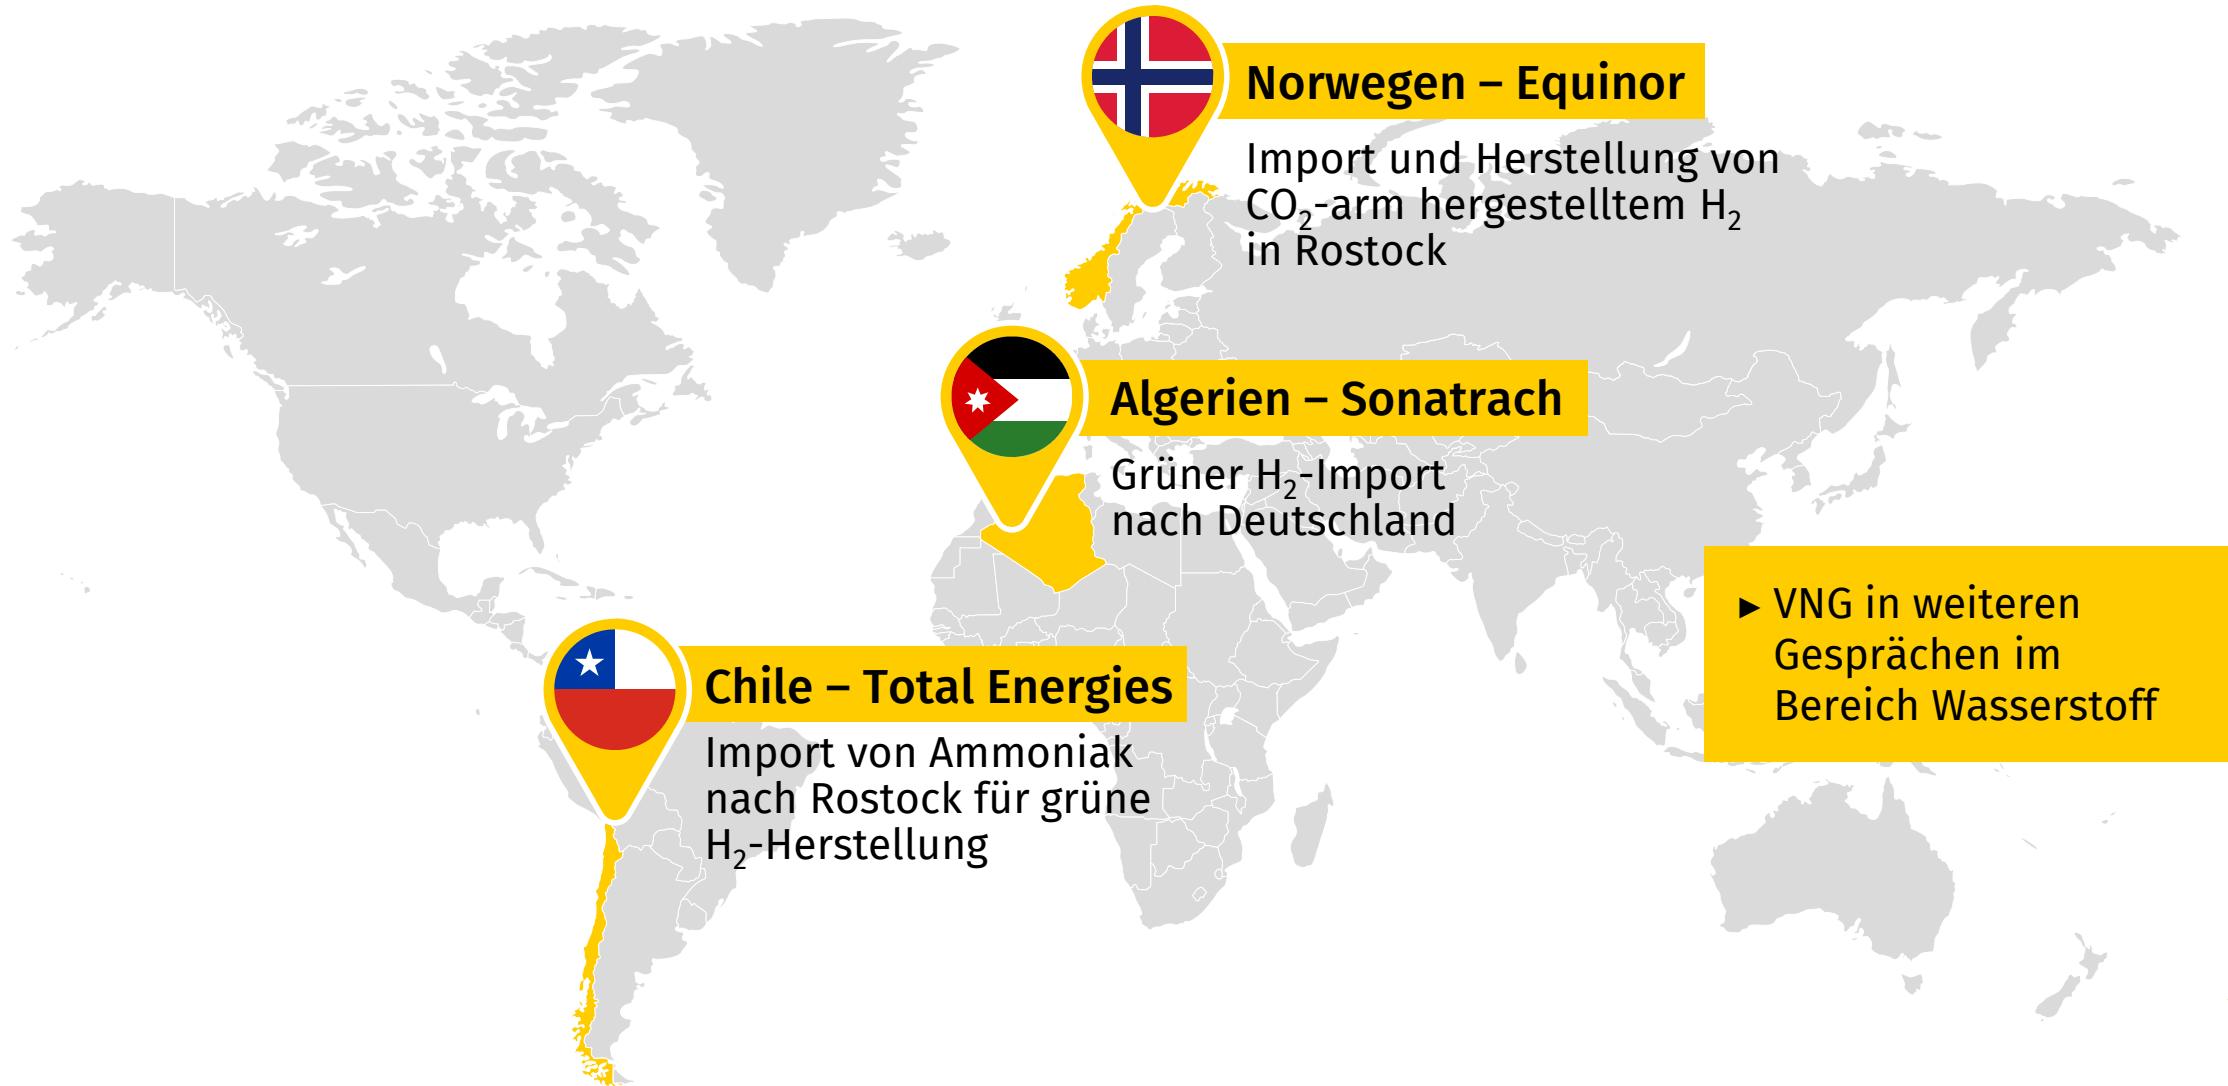 Norwegen – Equinor
Import und Herstellung von
CO₂-arm hergestelltem H₂
in Rostock
Algerien – Sonatrach
Grüner H₂-Import
nach Deutschland
Chile – Total Energies
Import von Ammoniak
nach Rostock für grüne
H₂-Herstellung
► VNG in weiteren
Gesprächen im
Bereich Wasserstoff